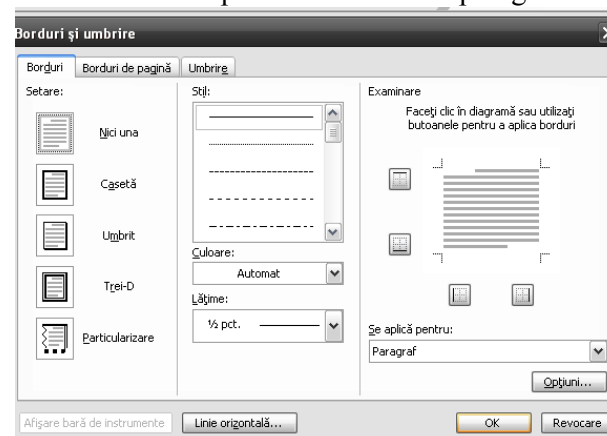 Borduri și umbrire
Borduri
Borduri de pagină
Umbrire
Setare:
Nici una
Casetă
Umbrit
Trei-D
Particularizare
Stil:
Culoare:
Automat
Lățime:
½ pct.
Examinare
Faceți clic în diagramă sau utilizați
butoanele pentru a aplica borduri
Se aplică pentru:
Paragraf
Opțiuni...
Afișare bară de instrumente
Linie orizontală...
OK
Revocare